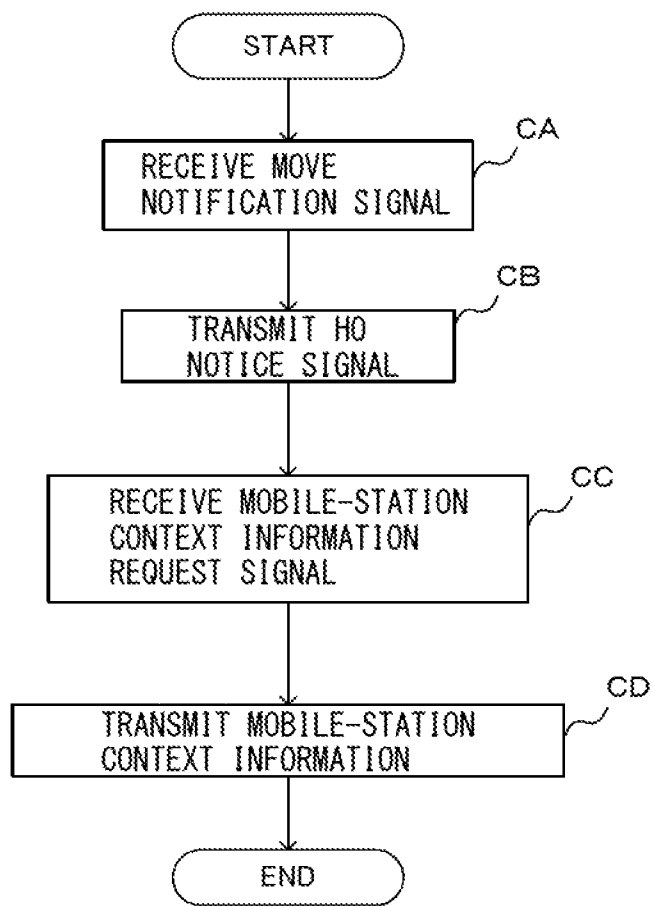 START
CA
RECEIVE MOVE
NOTIFICATION SIGNAL
CB
TRANSMIT HO
NOTICE SIGNAL
CC
RECEIVE MOBILE-STATION
CONTEXT INFORMATION
REQUEST SIGNAL
CD
TRANSMIT MOBILE-STATION
CONTEXT INFORMATION
END